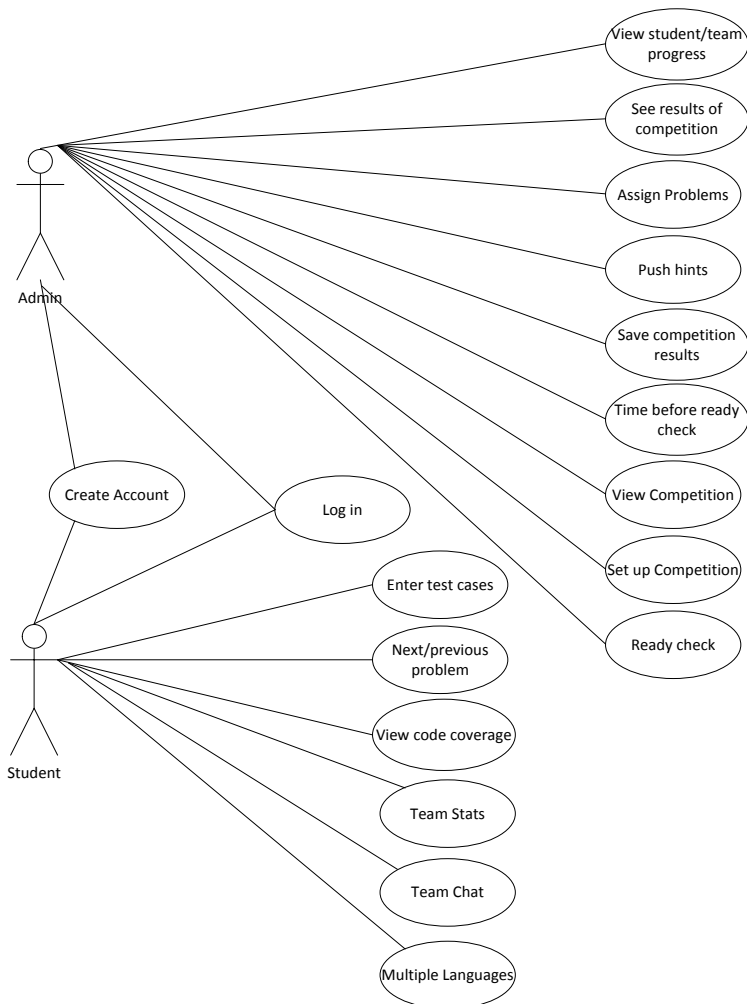 View student/team
progress
See results of
competition
Assign Problems
Push hints
Save competition
results
Time before ready
check
View Competition
Set up Competition
Ready check
Admin
Create Account
Log in
Enter test cases
Next/previous
problem
View code coverage
Team Stats
Team Chat
Multiple Languages
Student